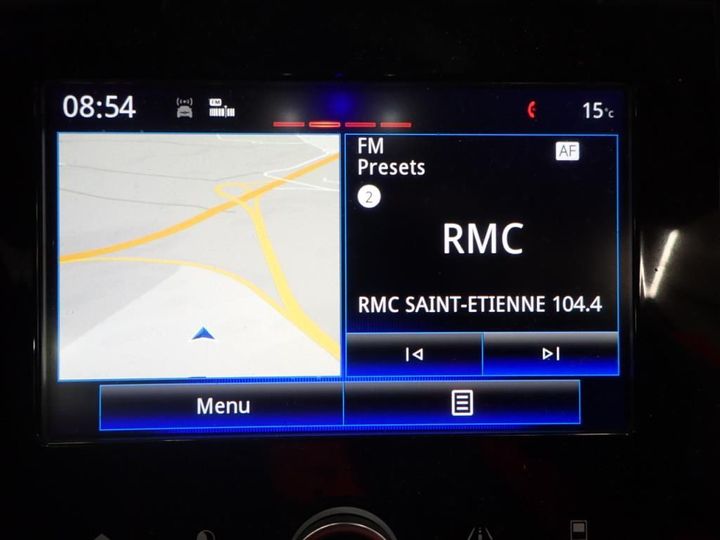 08:54
FM
15°C
FM
Presets
AF
2
RMC
RMC SAINT-ETIENNE 104.4
Menu